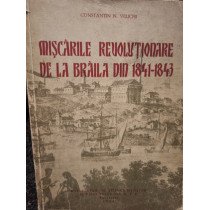 CONSTANTIN N. VELICHI
MIȘCĂRILE REVOLUȚIONARE
DE LA BRĂILA DIN 1841-1843